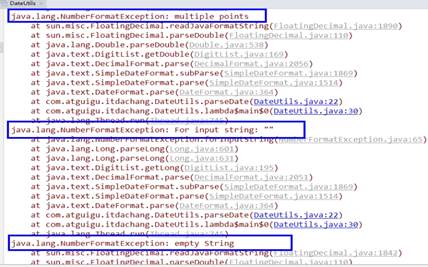 DateUtils
java.lang.NumberFormatException: multiple points
at sun.misc.FloatingDecimal.readJavaFormatString(FloatingDecimal.java:1890)
at sun.misc.FloatingDecimal.parseDouble(FloatingDecimal.java:110)
at java.lang.Double.parseDouble(Double.java:538)
at java.text.DigitList.getDouble(DigitList.java:169)
at java.text.DecimalFormat.parse(DecimalFormat.java:2056)
at java.text.SimpleDateFormat.subParse(SimpleDateFormat.java:1869)
at java.text.SimpleDateFormat.parse(SimpleDateFormat.java:1514)
at java.text.DateFormat.parse(DateFormat.java:364)
at com.atguigu.itdachang.DateUtils.parseDate(DateUtils.java:22)
at com.atguigu.itdachang.DateUtils.lambda$main$0(DateUtils.java:30)
at java.lang.Thread.run(Thread.java:745)
java.lang.NumberFormatException: For input string: ""
at java.lang.NumberFormatException.forInputString(NumberFormatException.java:65)
at java.lang.Long.parseLong(Long.java:601)
at java.lang.Long.parseLong(Long.java:631)
at java.text.DigitList.getLong(DigitList.java:195)
at java.text.DecimalFormat.parse(DecimalFormat.java:2051)
at java.text.SimpleDateFormat.subParse(SimpleDateFormat.java:1869)
at java.text.SimpleDateFormat.parse(SimpleDateFormat.java:1514)
at java.text.DateFormat.parse(DateFormat.java:364)
at com.atguigu.itdachang.DateUtils.parseDate(DateUtils.java:22)
at com.atguigu.itdachang.DateUtils.lambda$main$0(DateUtils.java:30)
at java.lang.Thread.run(Thread.java:745)
java.lang.NumberFormatException: empty String
at sun.misc.FloatingDecimal.readJavaFormatString(FloatingDecimal.java:1842)
at sun.misc.FloatingDecimal.parseDouble(FloatingDecimal.java:110)